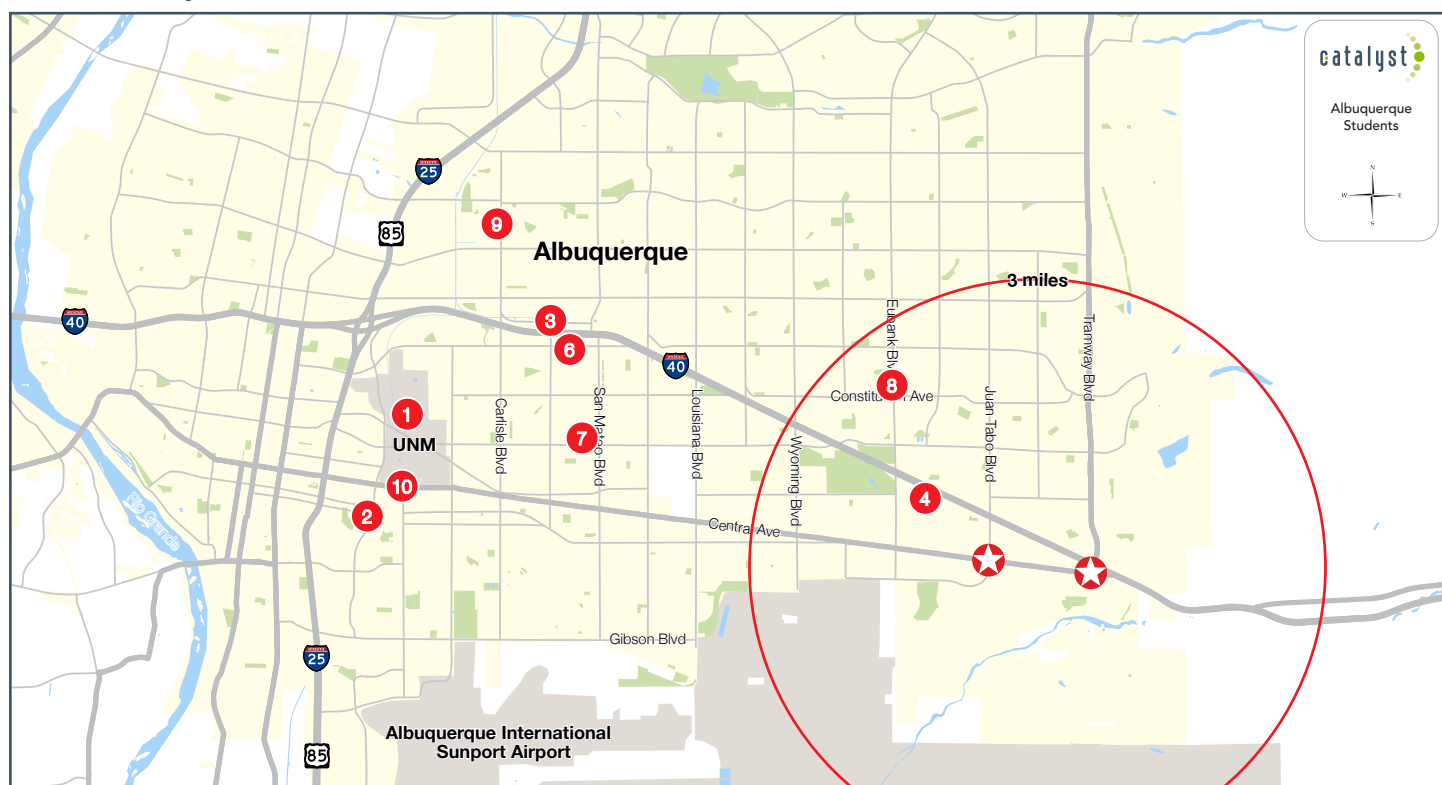 catalyst
Albuquerque
Students
N
W
E
S
25
85
9
Albuquerque
3 miles
40
3
6
40
Eubank Blvd
Tramway Blvd
8
Constitution Ave
Juan Tabo Blvd
1
UNM
Carlisle Blvd
San Mateo Blvd
7
Louisiana Blvd
Wyoming Blvd
10
2
4
Rio Grande
Central Ave
Gibson Blvd
25
Albuquerque International
Sunport Airport
85